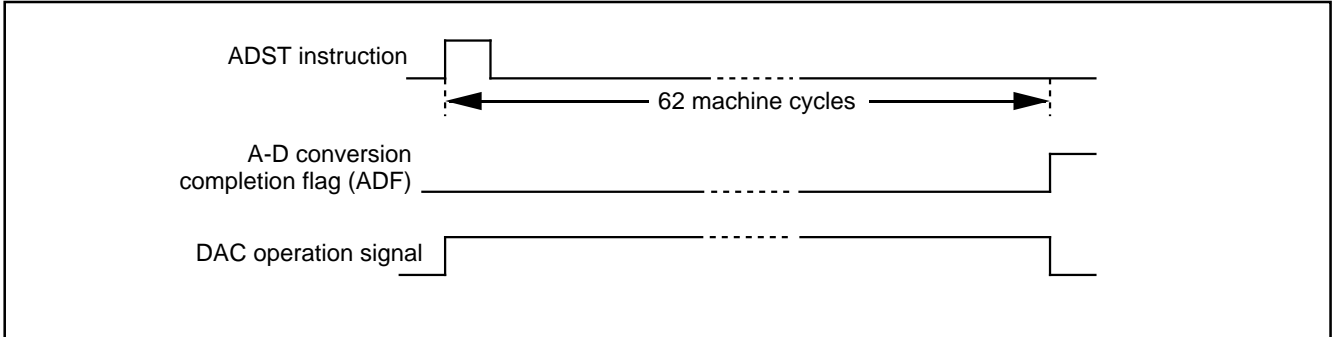 ADST instruction
62 machine cycles
A-D conversion
completion flag (ADF)
DAC operation signal